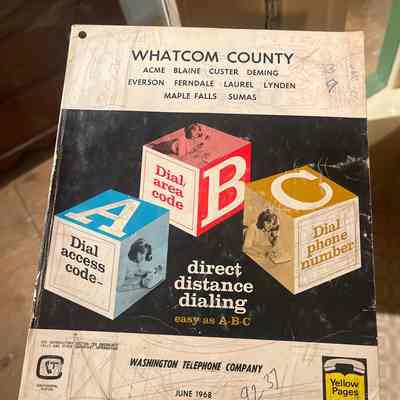 WHATCOM COUNTY
ACME BLAINE CUSTER DEMING
EVERSON FERNDALE LAUREL LYNDEN
MAPLE FALLS SUMAS
A
Dial
access
code
B
Dial
area
code
C
Dial
phone
number
direct
distance
dialing
easy as A·B·C
WASHINGTON TELEPHONE COMPANY
JUNE 1968
Yellow
Pages